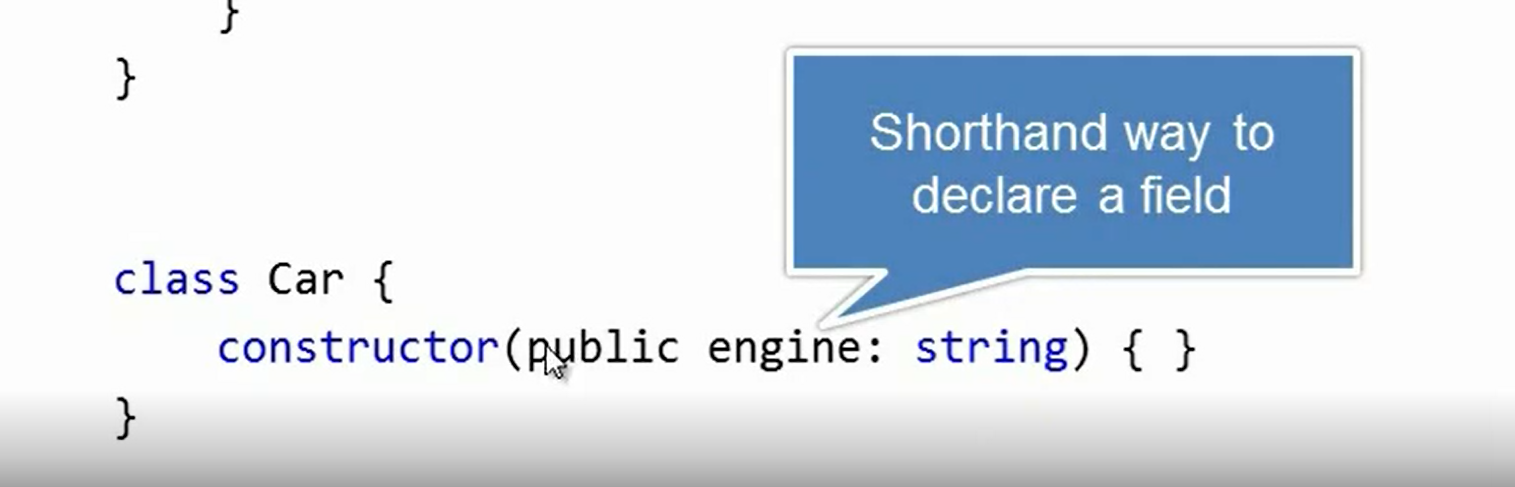 }
}
Shorthand way to
declare a field
class Car {
constructor(public engine: string) { }
}